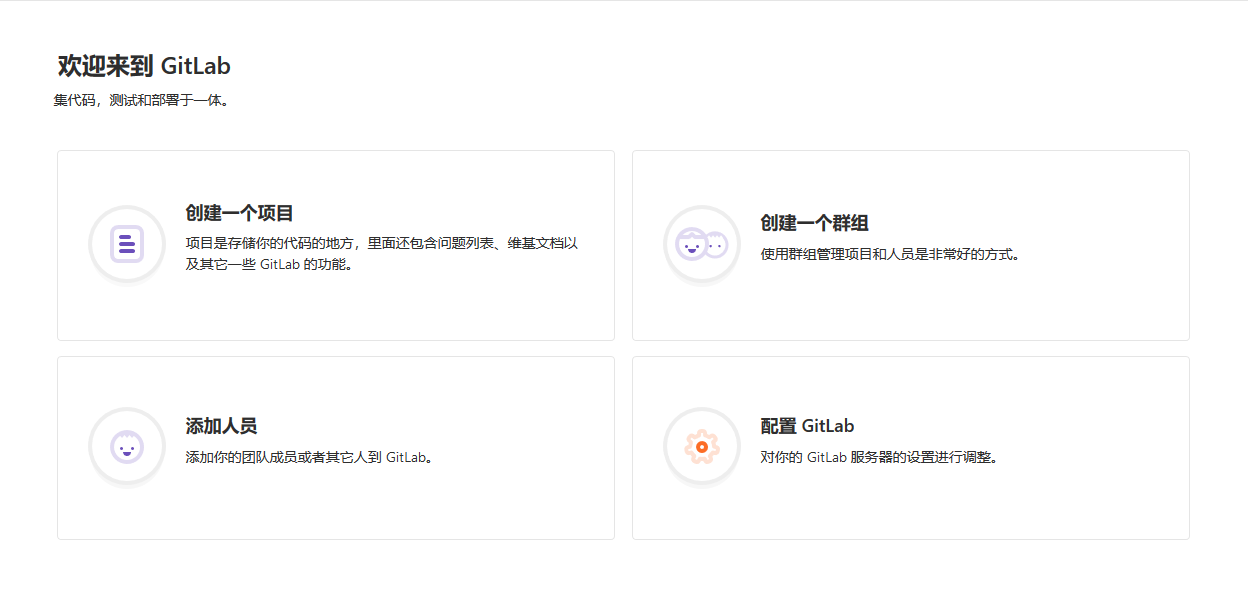 欢迎来到 GitLab
集代码，测试和部署于一体。
创建一个项目
项目是存储你的代码的地方，里面还包含问题列表、维基文档以
及其它一些 GitLab 的功能。
创建一个群组
使用群组管理项目和人员是非常好的方式。
添加人员
添加你的团队成员或者其它人到 GitLab。
配置 GitLab
对你的 GitLab 服务器的设置进行调整。